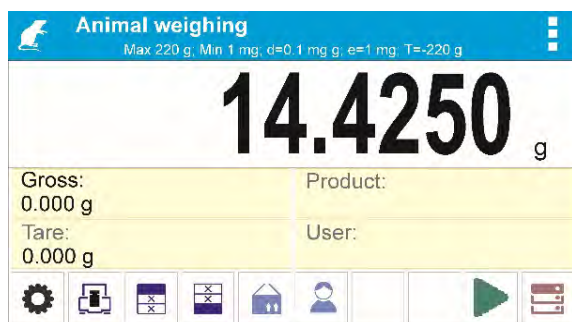 Animal weighing
Max 220 g; Min 1 mg; d=0.1 mg g; e=1 mg; T=-220 g
14.4250 g
Gross:
0.000 g
Product:
Tare:
0.000 g
User: